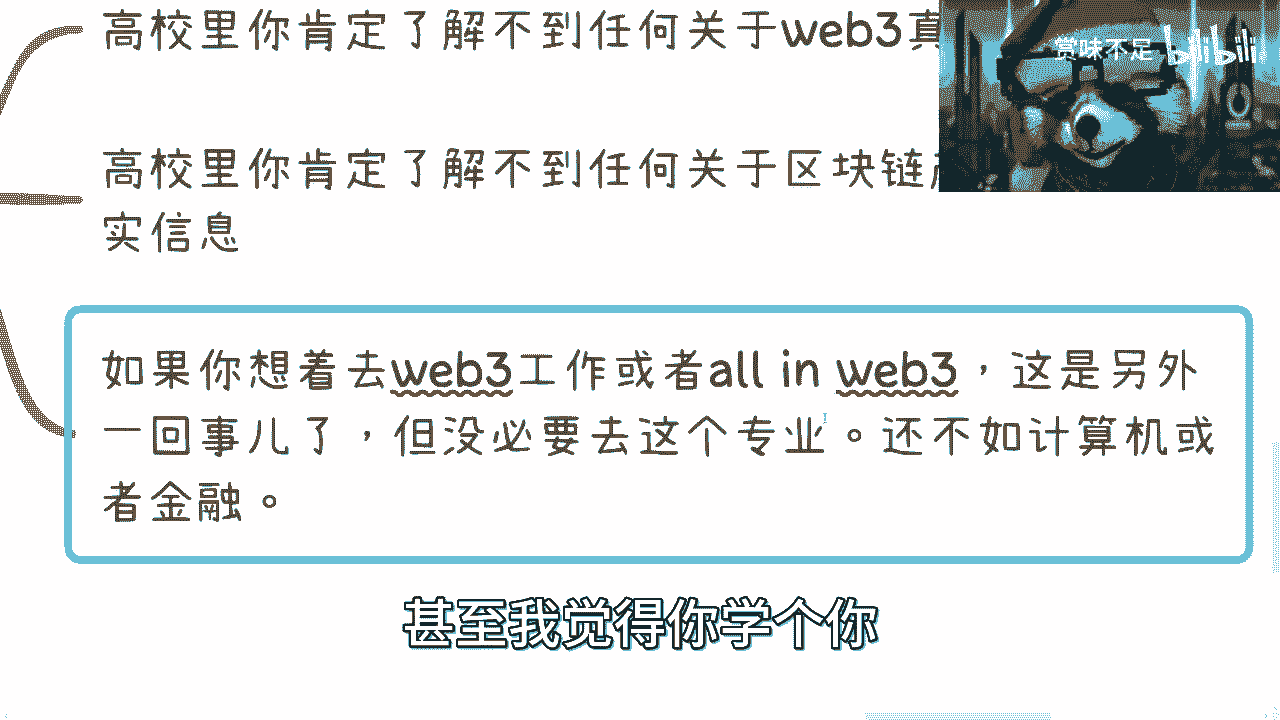 高校里你肯定了解不到任何关于web3真
赏味不足 bilibili
高校里你肯定了解不到任何关于区块链
实信息
如果你想着去web3工作或者all in web3，这是另外
一回事儿了，但没必要去这个专业。还不如计算机或
者金融。
甚至我觉得你学个你